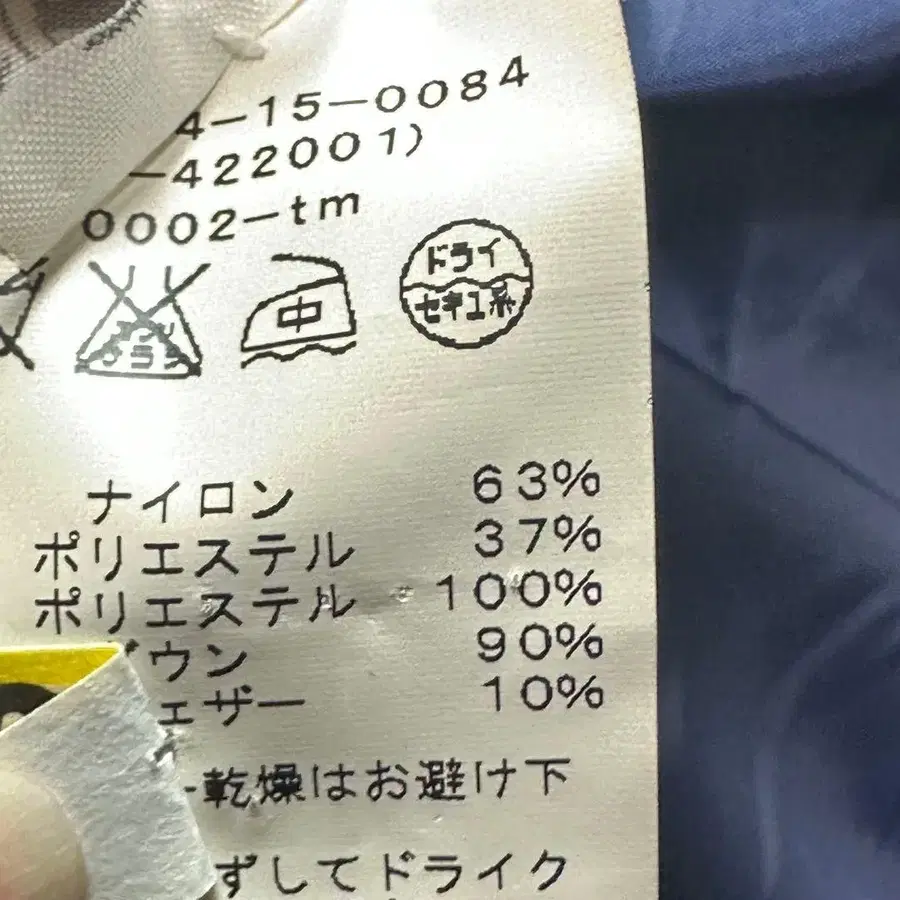 4-15-0084
-422001)
0002-tm
中
ドライ
セキユ系
ナイロン 63%
ポリエステル 37%
ポリエステル 100%
ウン 90%
ェザー 10%
乾燥はお避け下
ずしてドライク